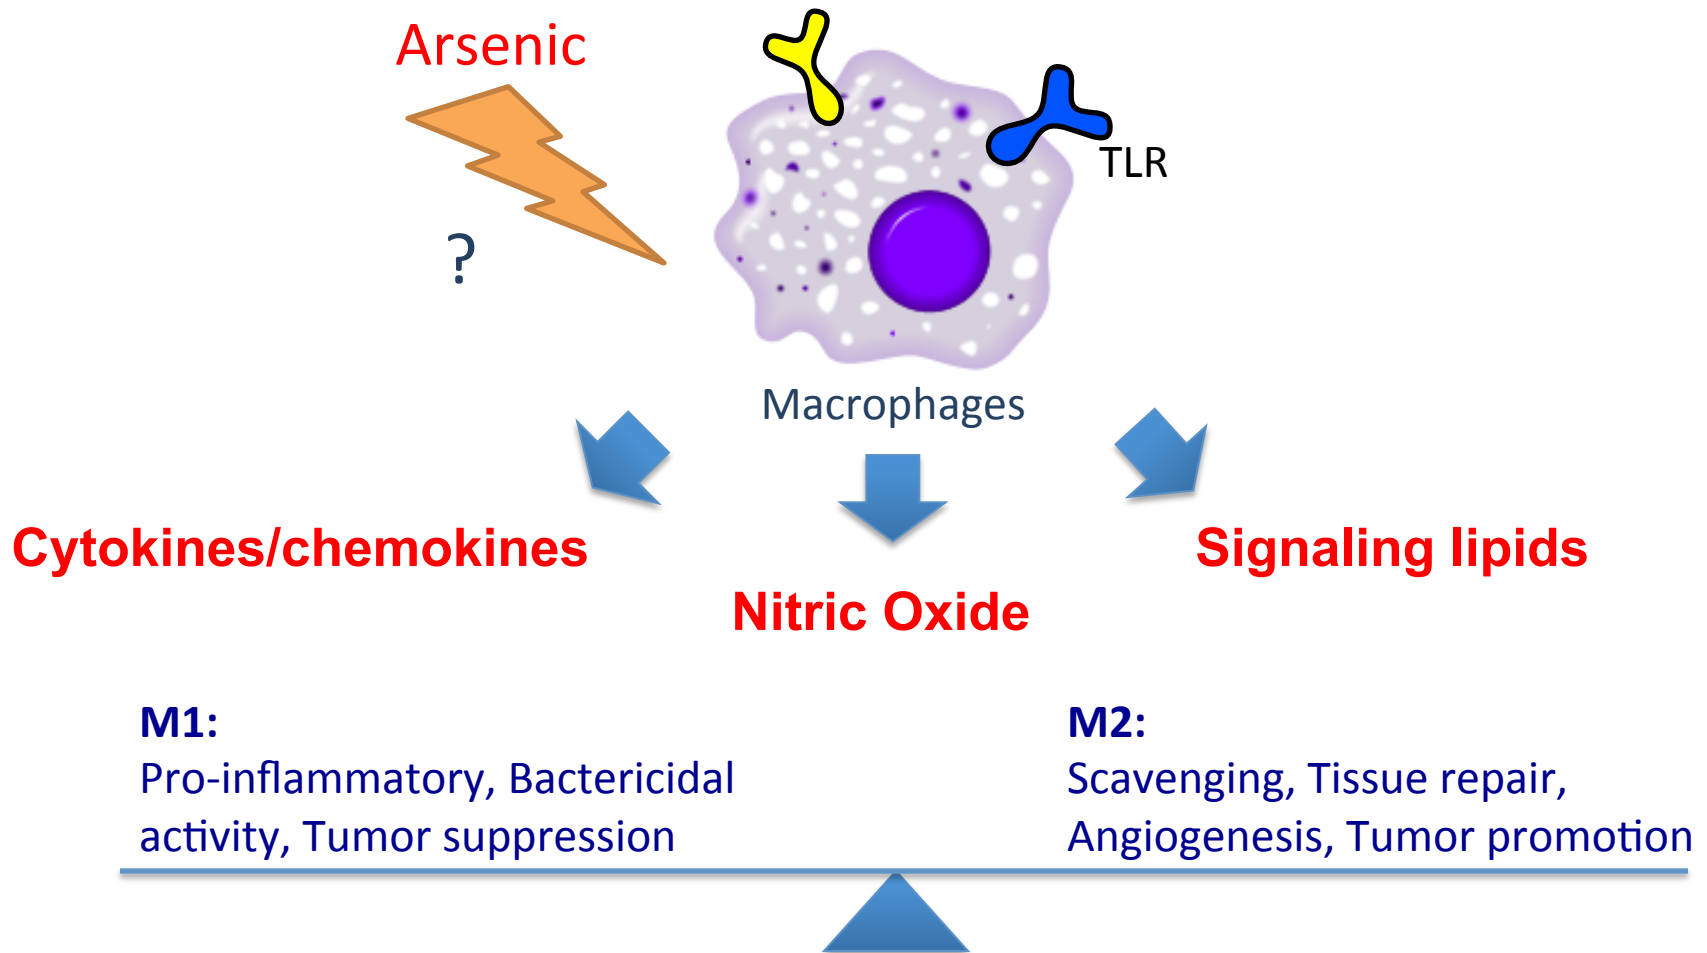 Arsenic
TLR
?
Macrophages
Cytokines/chemokines
Signaling lipids
Nitric Oxide
M1:
Pro-inflammatory, Bactericidal
activity, Tumor suppression
M2:
Scavenging, Tissue repair,
Angiogenesis, Tumor promotion